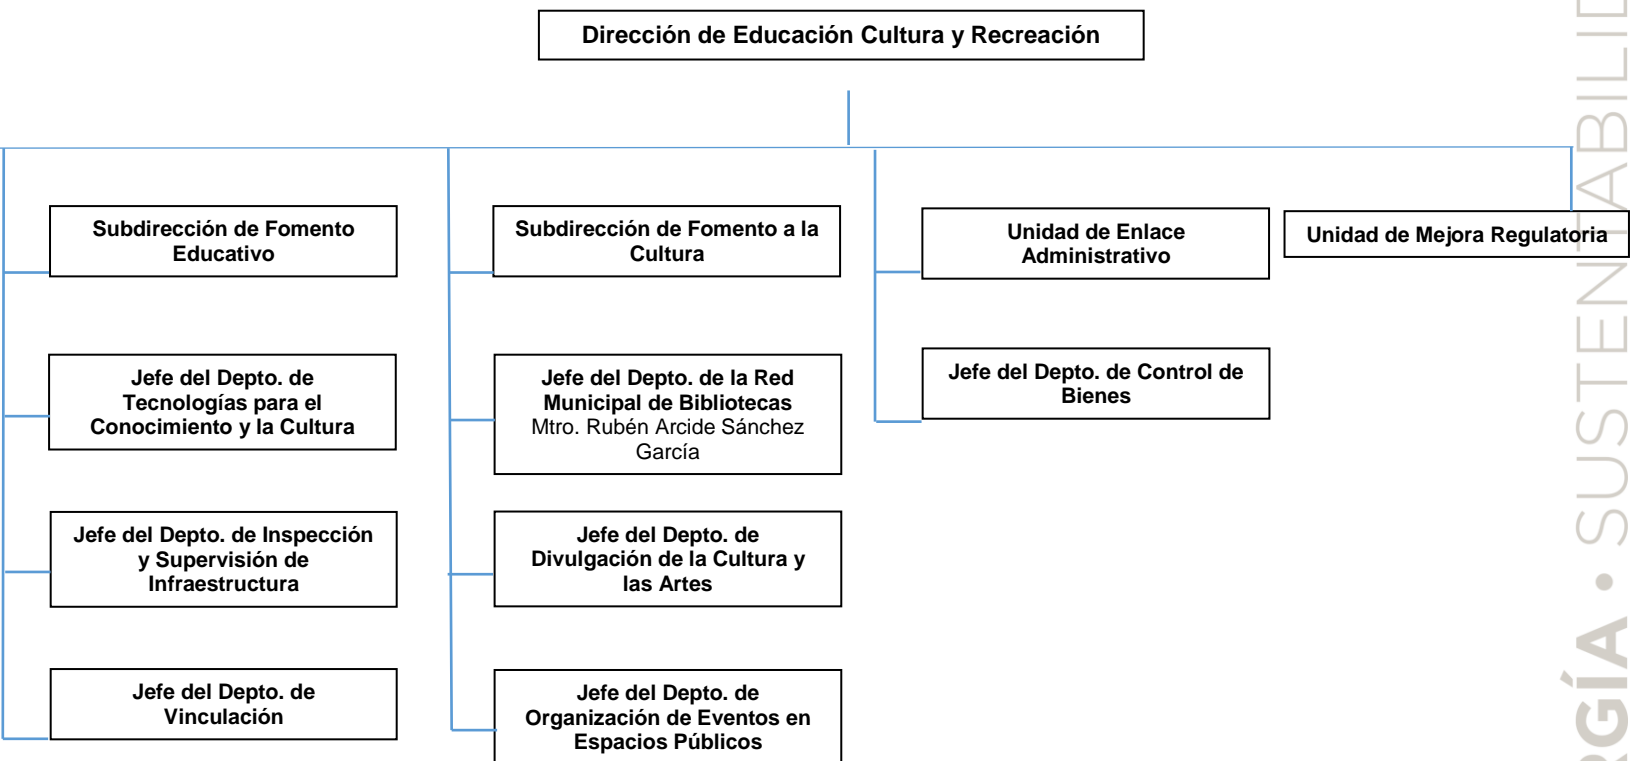 Dirección de Educación Cultura y Recreación
Subdirección de Fomento
Educativo
Subdirección de Fomento a la
Cultura
Unidad de Enlace
Administrativo
Unidad de Mejora Regulatoria
Jefe del Depto. de
Tecnologías para el
Conocimiento y la Cultura
Jefe del Depto. de la Red
Municipal de Bibliotecas
Mtro. Rubén Arcide Sánchez
García
Jefe del Depto. de Control de
Bienes
Jefe del Depto. de Inspección
y Supervisión de
Infraestructura
Jefe del Depto. de
Divulgación de la Cultura y
las Artes
Jefe del Depto. de
Vinculación
Jefe del Depto. de
Organización de Eventos en
Espacios Públicos
RGÍA • SUSTENTABILID